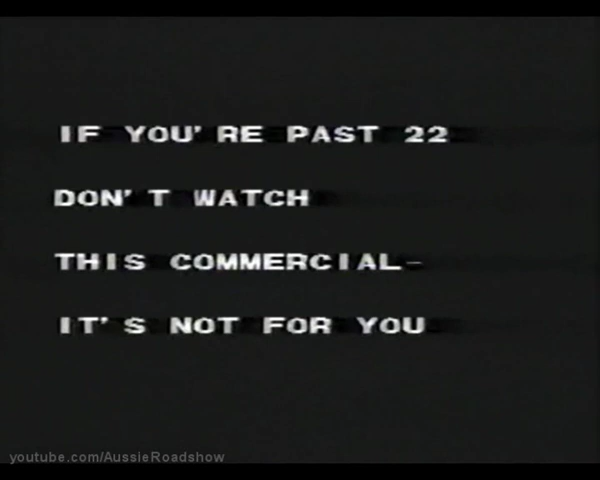 IF YOU'RE PAST 22
DON'T WATCH
THIS COMMERCIAL-
IT'S NOT FOR YOU
youtube.com/AussieRoadshow